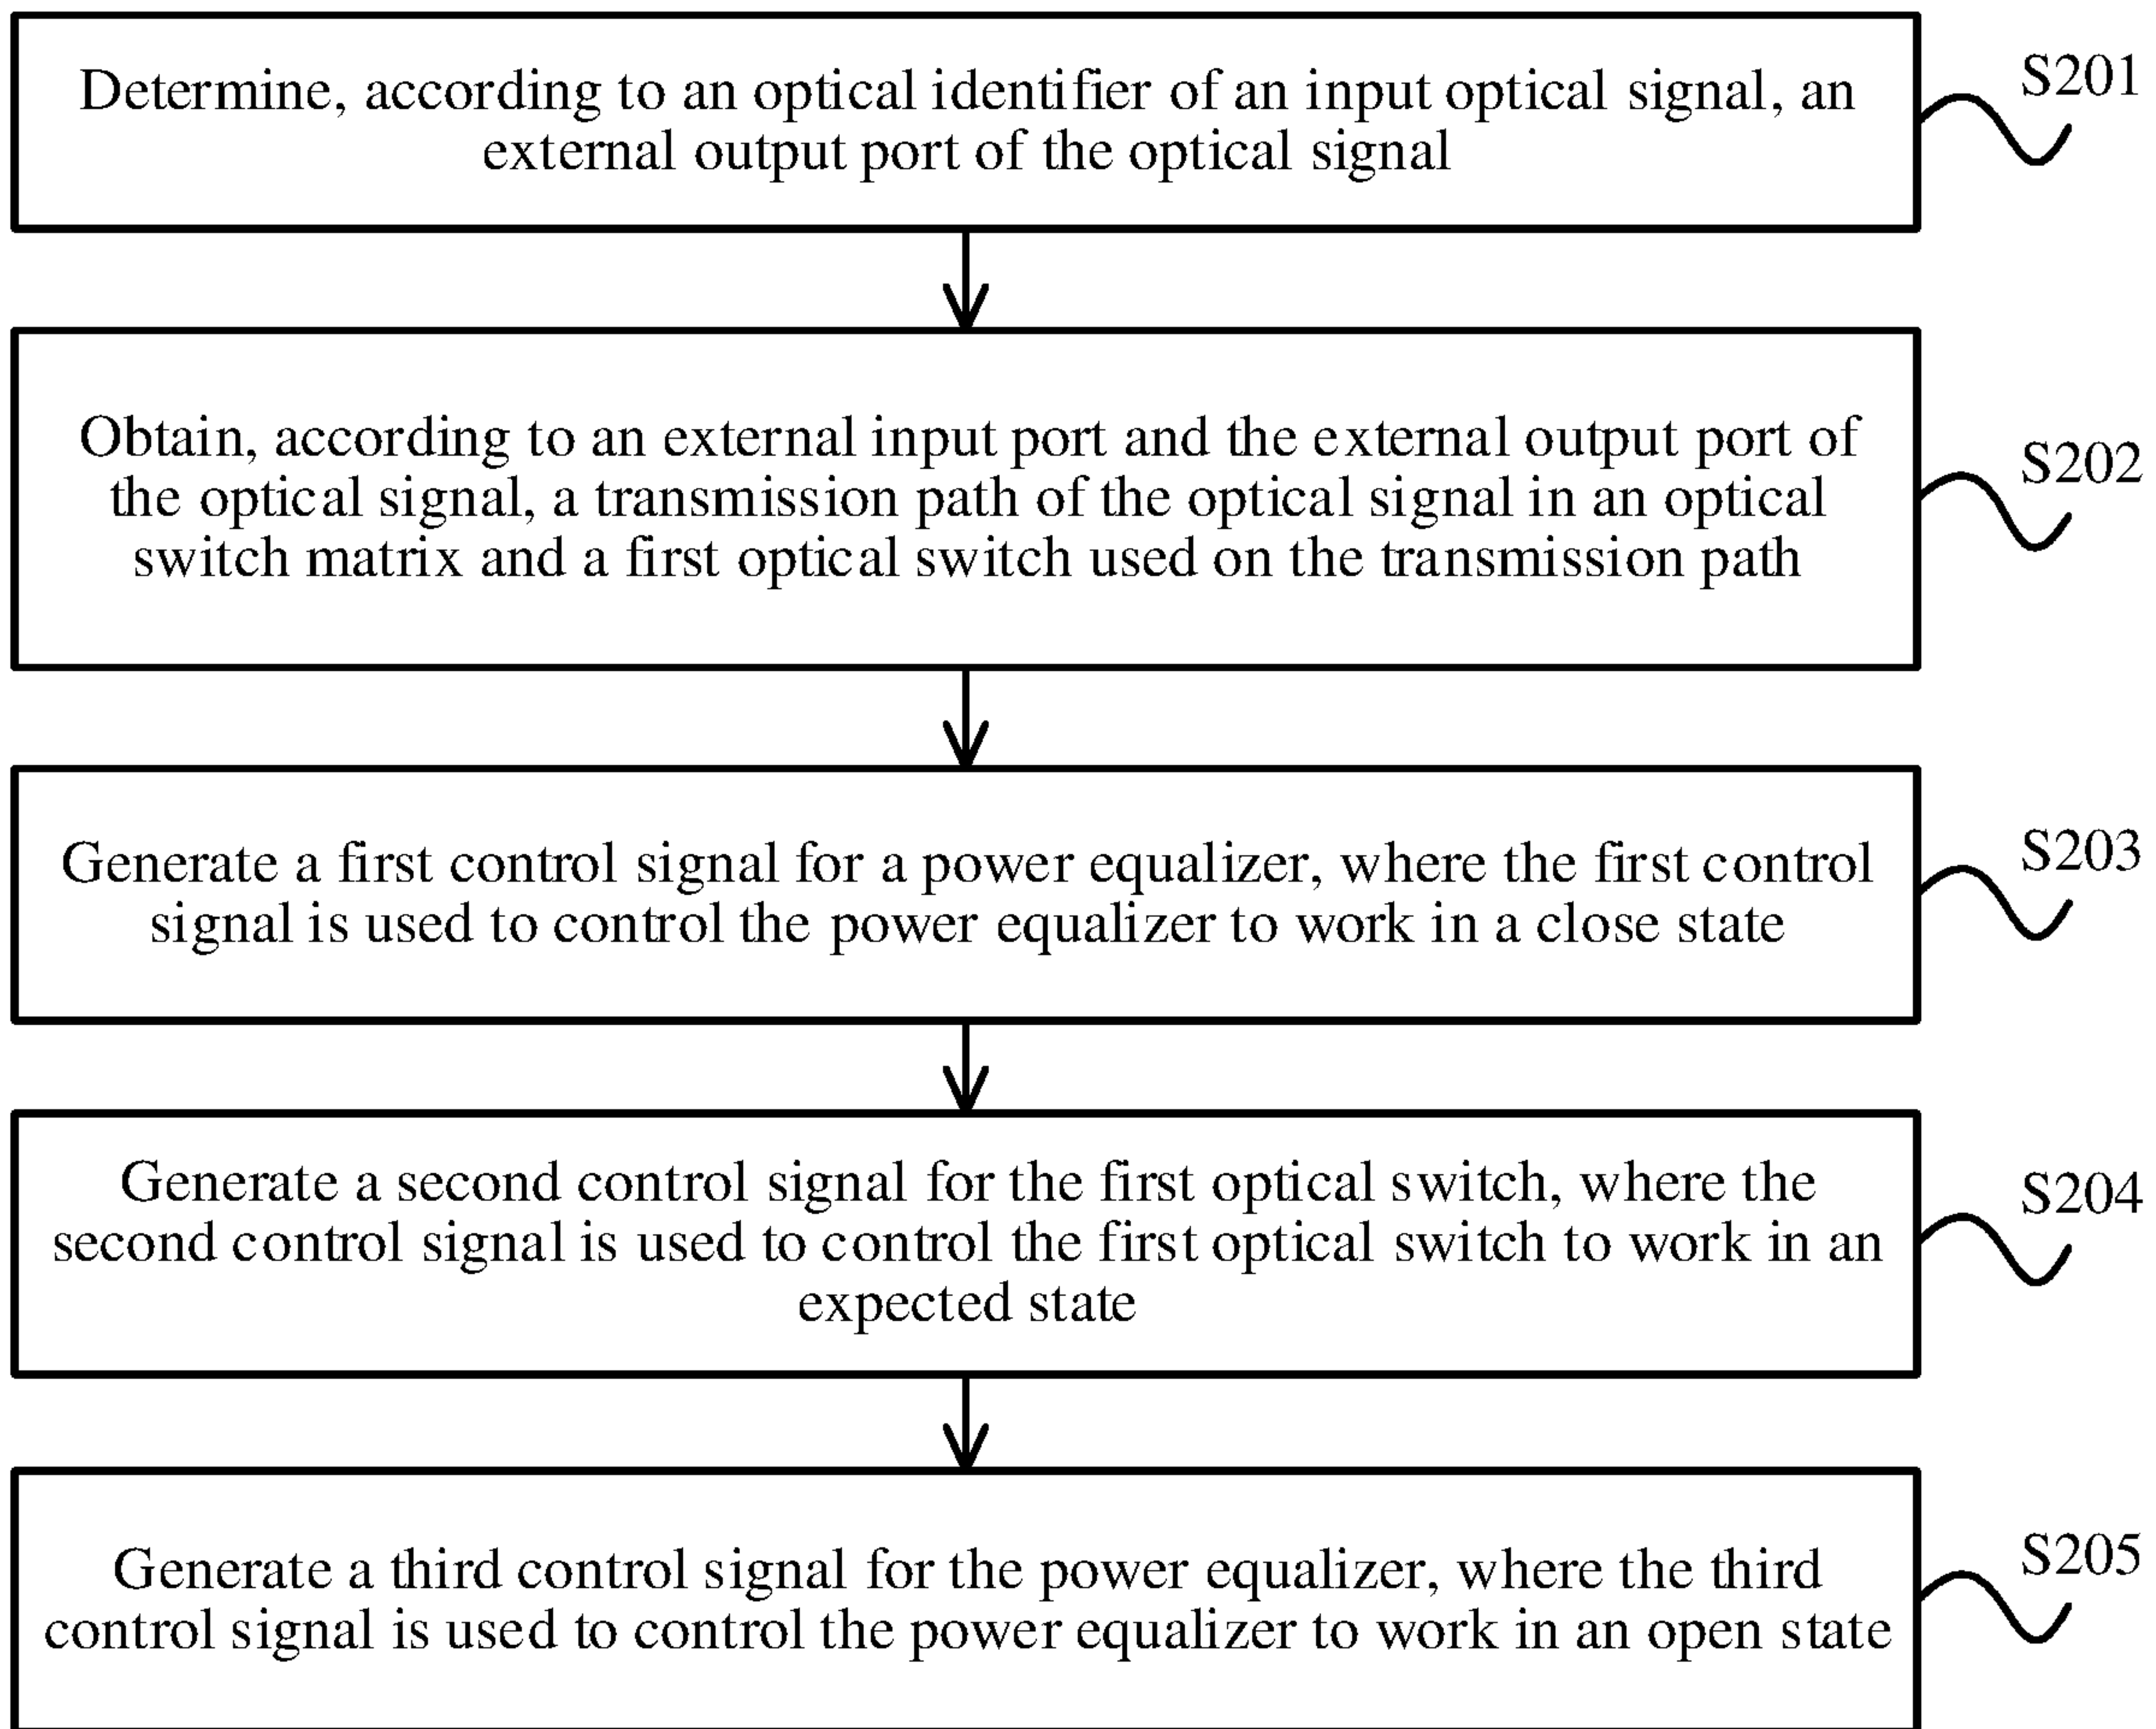 Determine, according to an optical identifier of an input optical signal, an
external output port of the optical signal
S201
Obtain, according to an external input port and the external output port of
the optical signal, a transmission path of the optical signal in an optical
switch matrix and a first optical switch used on the transmission path
S202
Generate a first control signal for a power equalizer, where the first control
signal is used to control the power equalizer to work in a close state
S203
Generate a second control signal for the first optical switch, where the
second control signal is used to control the first optical switch to work in an
expected state
S204
Generate a third control signal for the power equalizer, where the third
control signal is used to control the power equalizer to work in an open state
S205